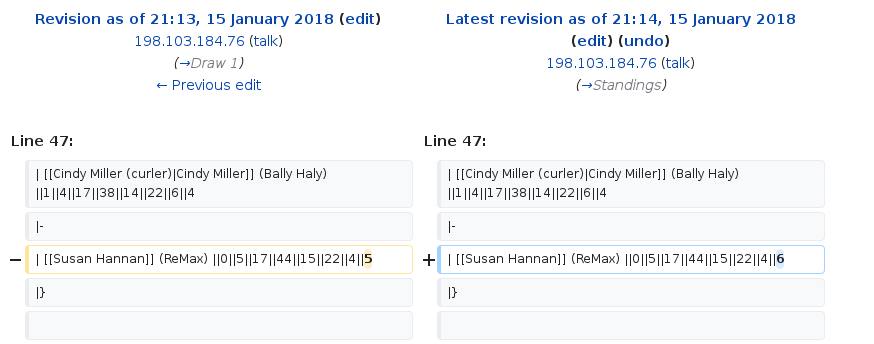 Revision as of 21:13, 15 January 2018 (edit)
198.103.184.76 (talk)
(→Draw 1)
← Previous edit
Latest revision as of 21:14, 15 January 2018
(edit) (undo)
198.103.184.76 (talk)
(→Standings)
Line 47:
Line 47:
| [[Cindy Miller (curler)|Cindy Miller]] (Bally Haly)
||1||4||17||38||14||22||6||4
| [[Cindy Miller (curler)|Cindy Miller]] (Bally Haly)
||1||4||17||38||14||22||6||4
|-
|-
− | [[Susan Hannan]] (ReMax) ||0||5||17||44||15||22||4||5
+ | [[Susan Hannan]] (ReMax) ||0||5||17||44||15||22||4||6
|}
|}